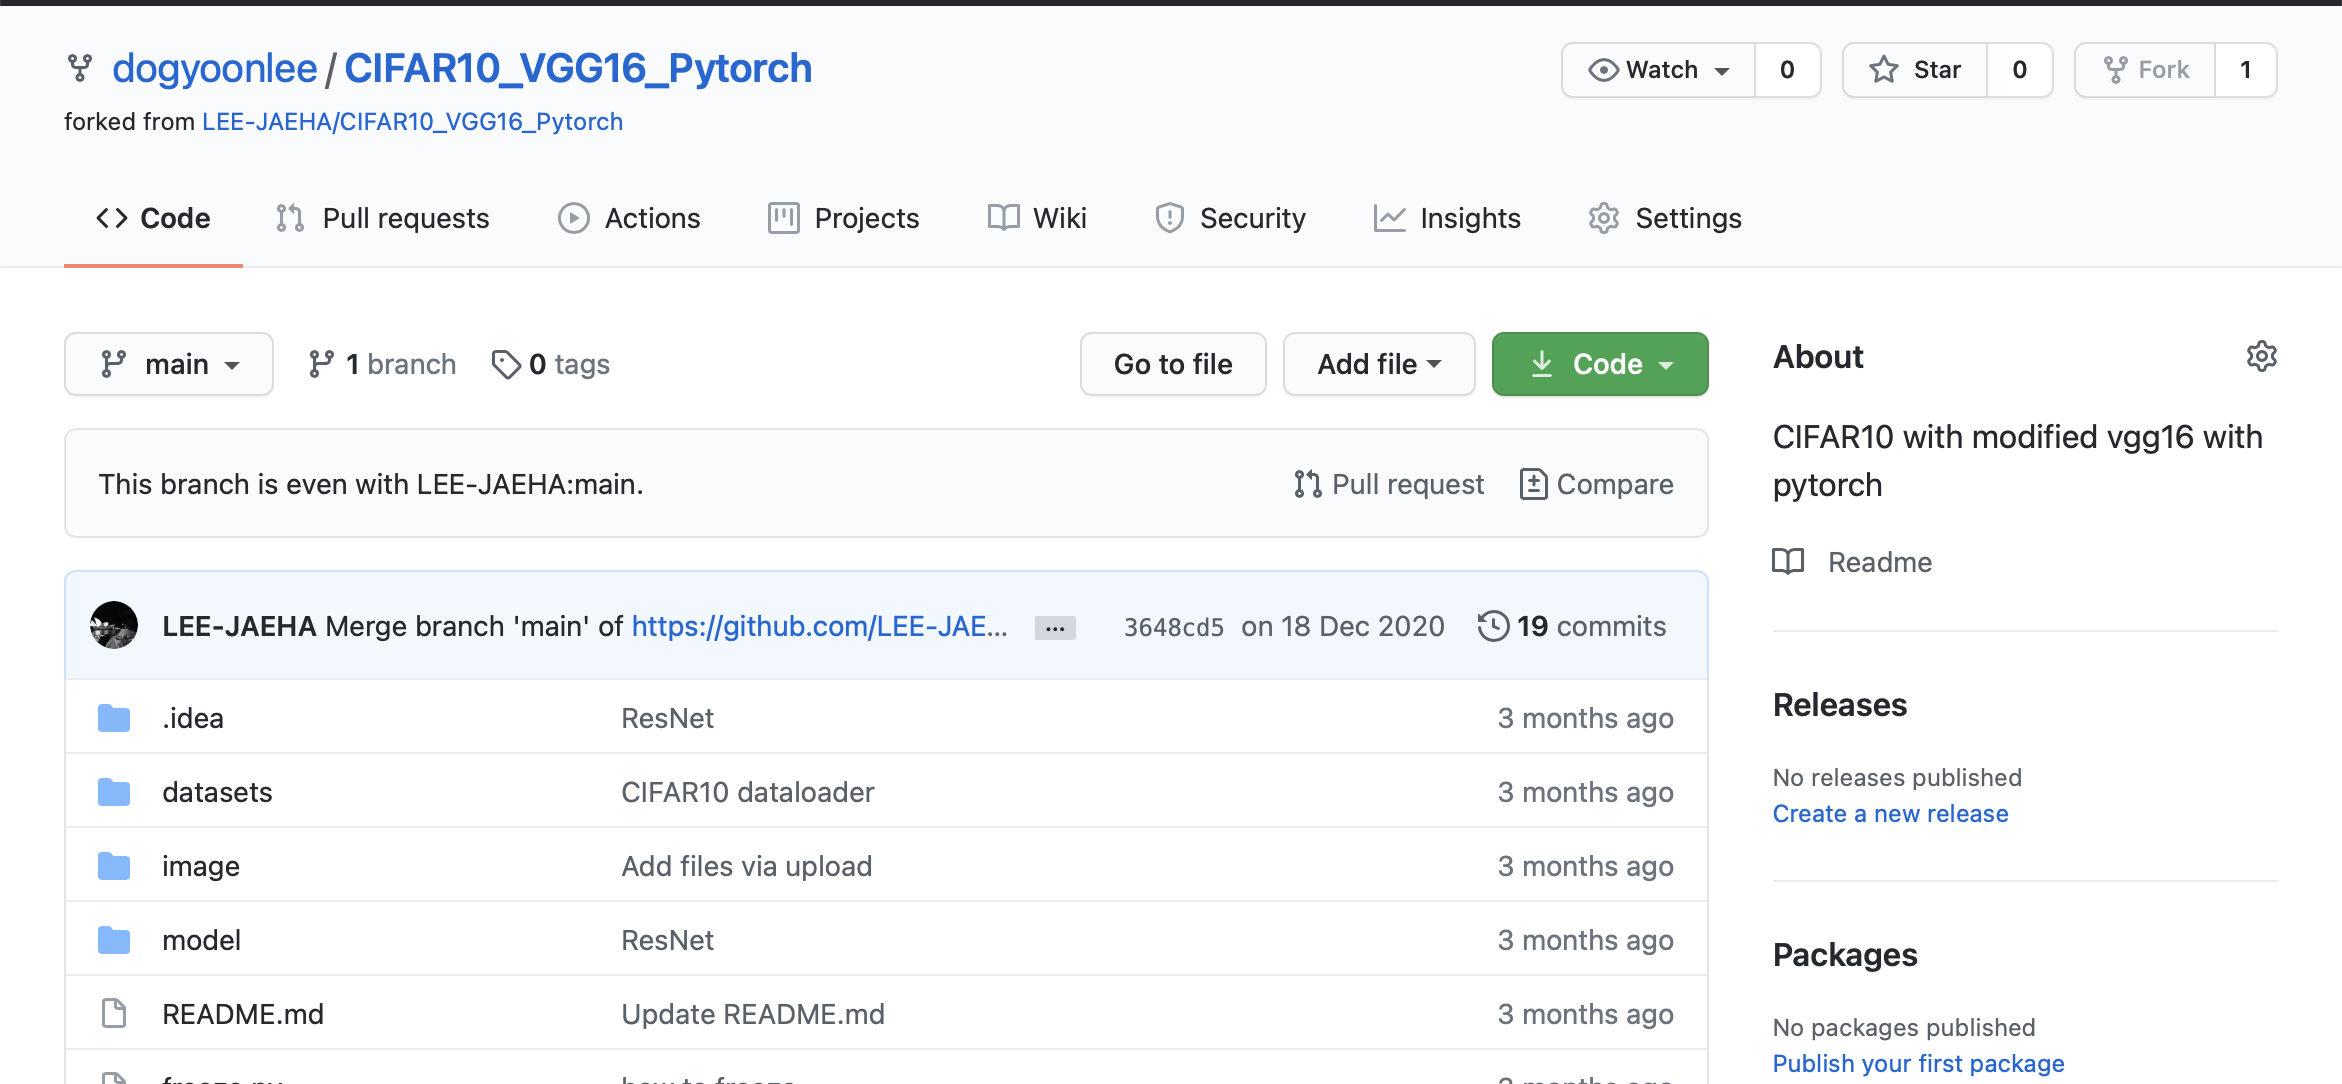 dogyoonlee / CIFAR10_VGG16_Pytorch
Watch 0
Star 0
Fork 1
forked from LEE-JAEHA/CIFAR10_VGG16_Pytorch
Code Pull requests Actions Projects Wiki Security Insights Settings
main 1 branch 0 tags Go to file Add file Code
This branch is even with LEE-JAEHA:main. Pull request Compare
LEE-JAEHA Merge branch 'main' of https://github.com/LEE-JAE... ... 3648cd5 on 18 Dec 2020 19 commits
.idea ResNet 3 months ago
datasets CIFAR10 dataloader 3 months ago
image Add files via upload 3 months ago
model ResNet 3 months ago
README.md Update README.md 3 months ago
About
CIFAR10 with modified vgg16 with
pytorch
Readme
Releases
No releases published
Create a new release
Packages
No packages published
Publish your first package